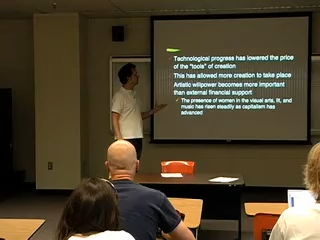 Technological progress has lowered the price
of the "tools" of creation
This has allowed more creation to take place
Artistic willpower becomes more important
than external financial support
✓ The presence of women in the visual arts, lit, and
music has risen steadily as capitalism has
advanced